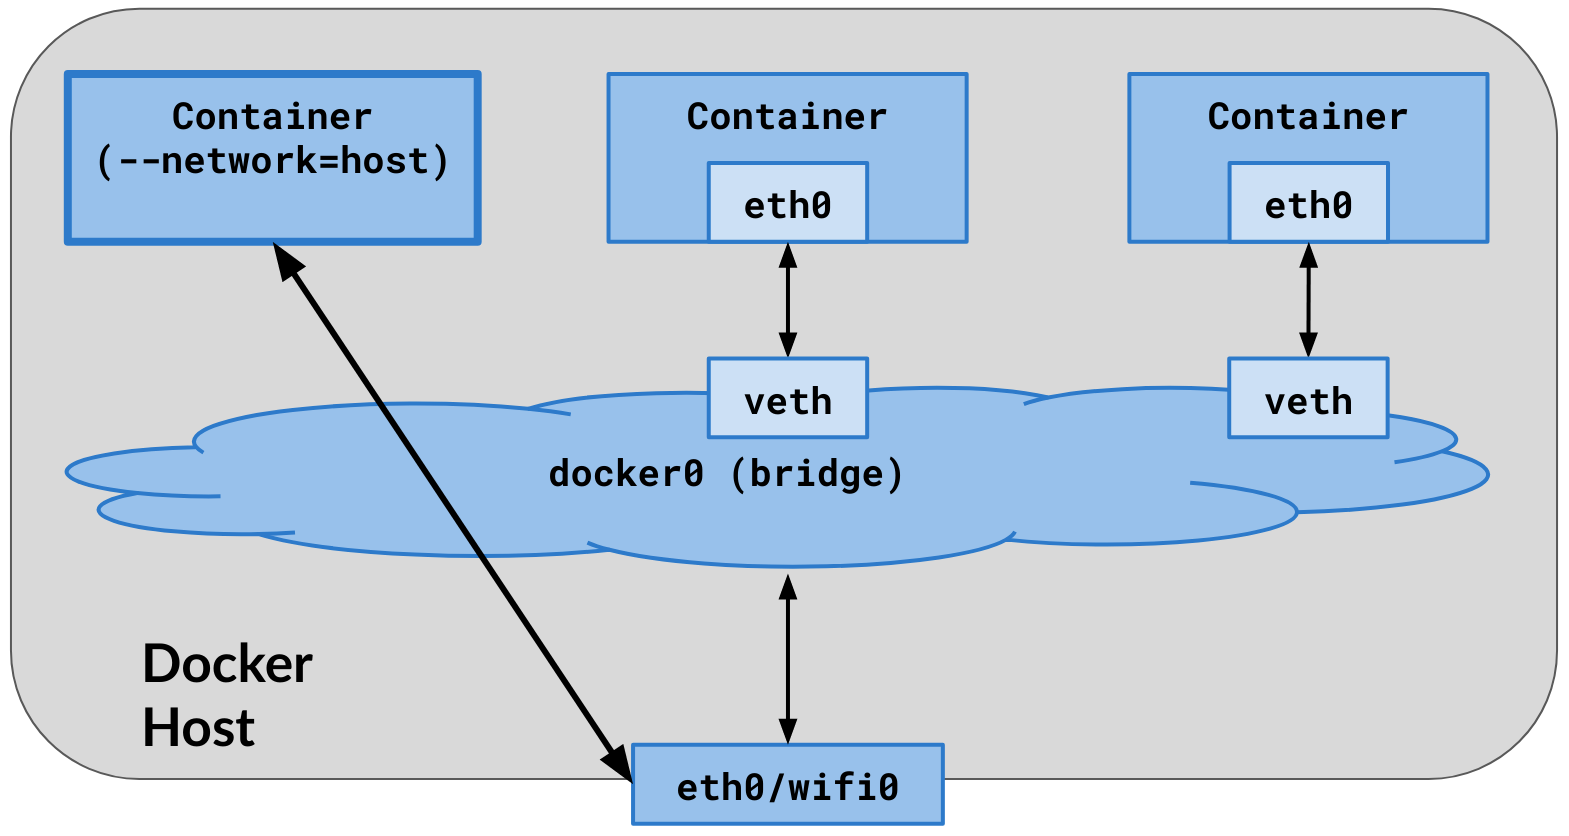 Container
(--network=host)
Container
eth0
Container
eth0
veth
veth
docker0 (bridge)
Docker
Host
eth0/wifi0